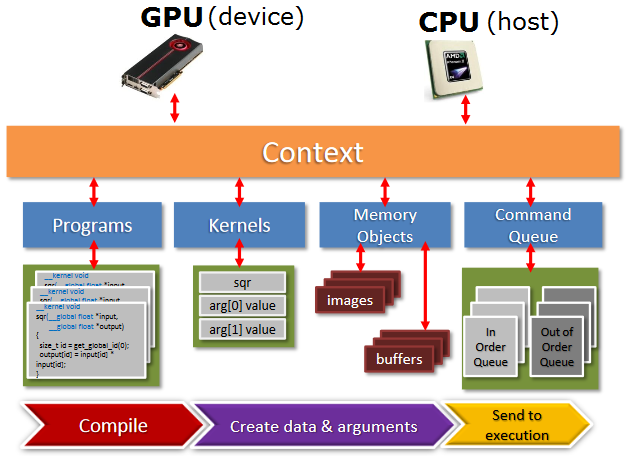 GPU (device)
CPU (host)
AMD
Context
Programs
Kernels
Memory
Objects
Command
Queue
__kernel void
sqr(__global float *input,
__kernel void
sqr(__global float *input,
__kernel void
sqr(__global float *input,
__global float *output)
{
size_t id = get_global_id(0);
output[id] = input[id] *
input[id];
}
sqr
arg[0] value
arg[1] value
images
buffers
In
Order
Queue
Out of
Order
Queue
Compile
Create data & arguments
Send to
execution